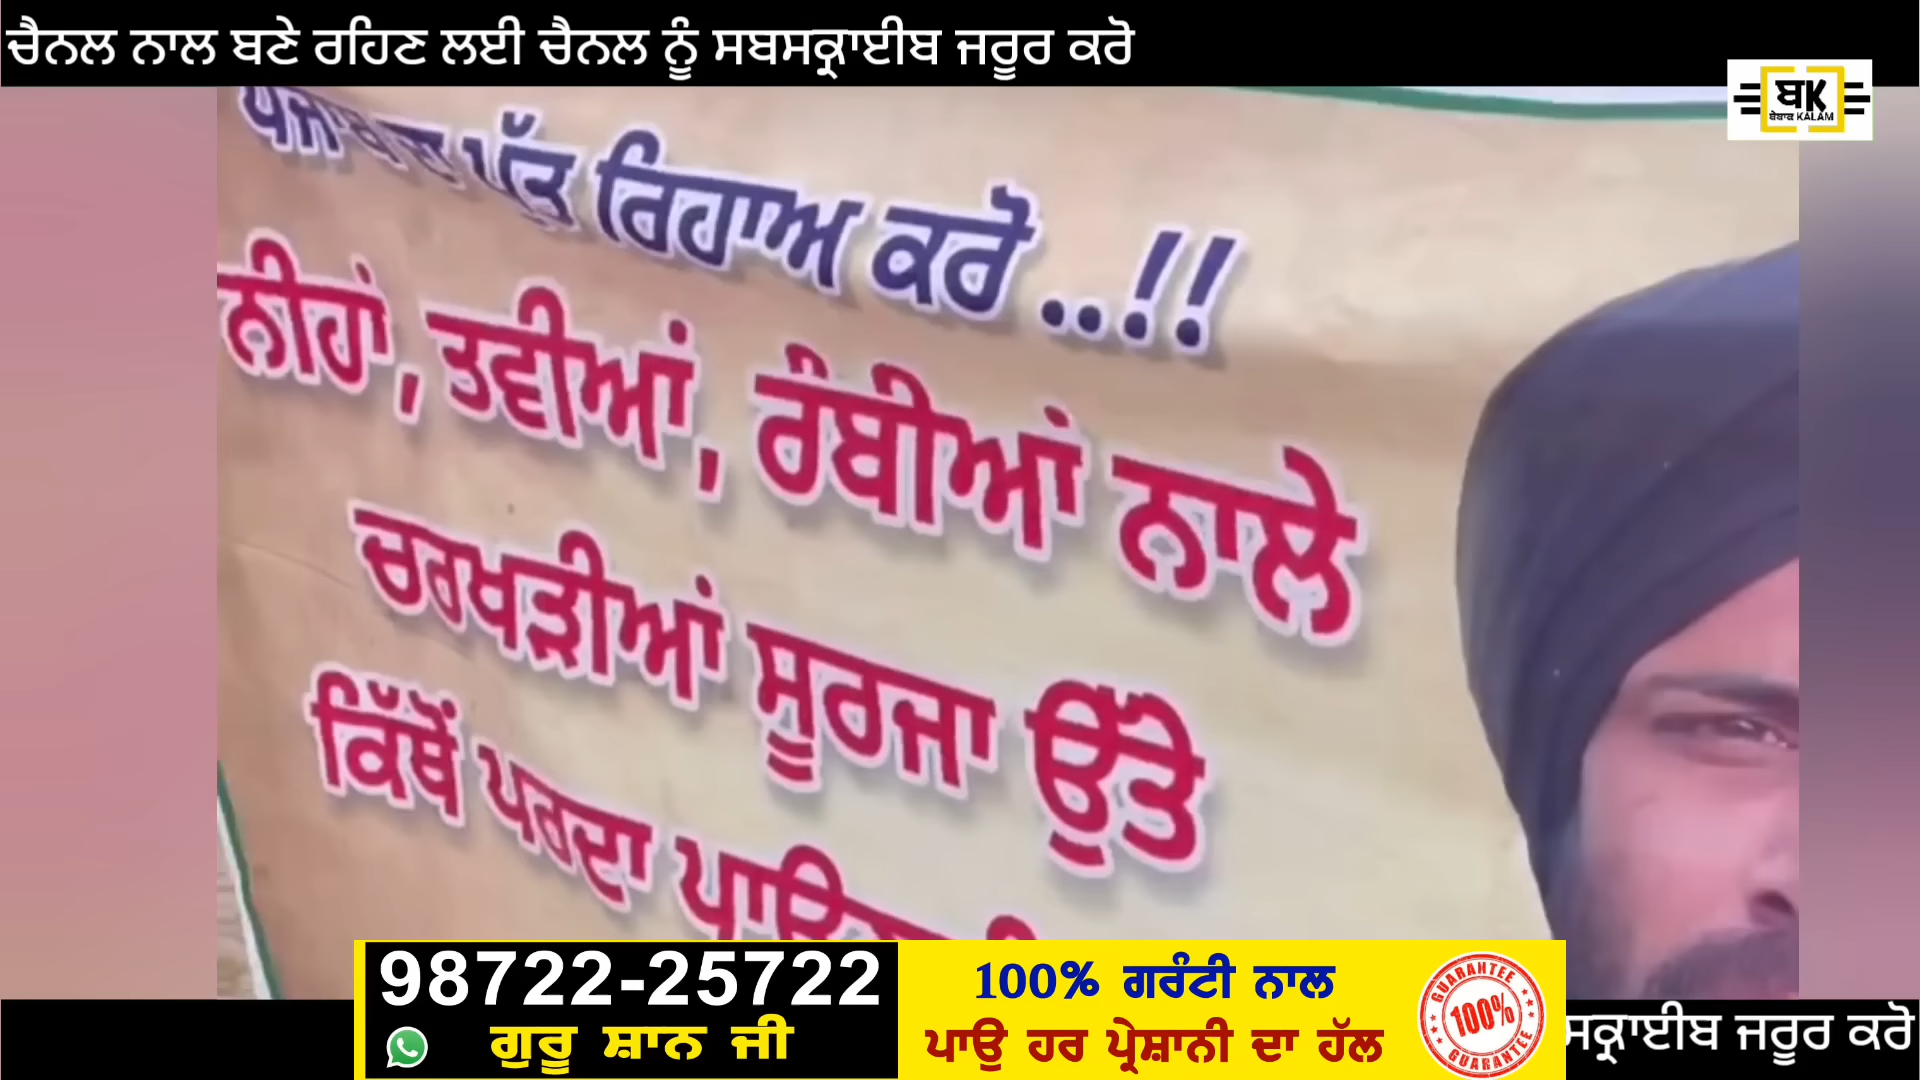 ਚੈਨਲ ਨਾਲ ਬਣੇ ਰਹਿਣ ਲਈ ਚੈਨਲ ਨੂੰ ਸਬਸਕ੍ਰਾਈਬ ਜਰੂਰ ਕਰੋ
ਬK
ਬੇਬਾਕ KALAM
ਪੁੱਤ ਰਿਹਾਅ ਕਰੋ ..!!
ਨੀਹਾਂ, ਤਵੀਆਂ, ਰੰਬੀਆਂ ਨਾਲੇ
ਚਰਖੜੀਆਂ ਸੂਰਜਾ ਉੱਤੇ
ਕਿੱਥੋਂ ਪਰਦਾ
98722-25722
ਗੁਰੂ ਸ਼ਾਨ ਜੀ
100% ਗਰੰਟੀ ਨਾਲ
ਪਾਉ ਹਰ ਪ੍ਰੇਸ਼ਾਨੀ ਦਾ ਹੱਲ
GUARANTEE
100%
GUARANTEE
ਸਕ੍ਰਾਈਬ ਜਰੂਰ ਕਰੋ